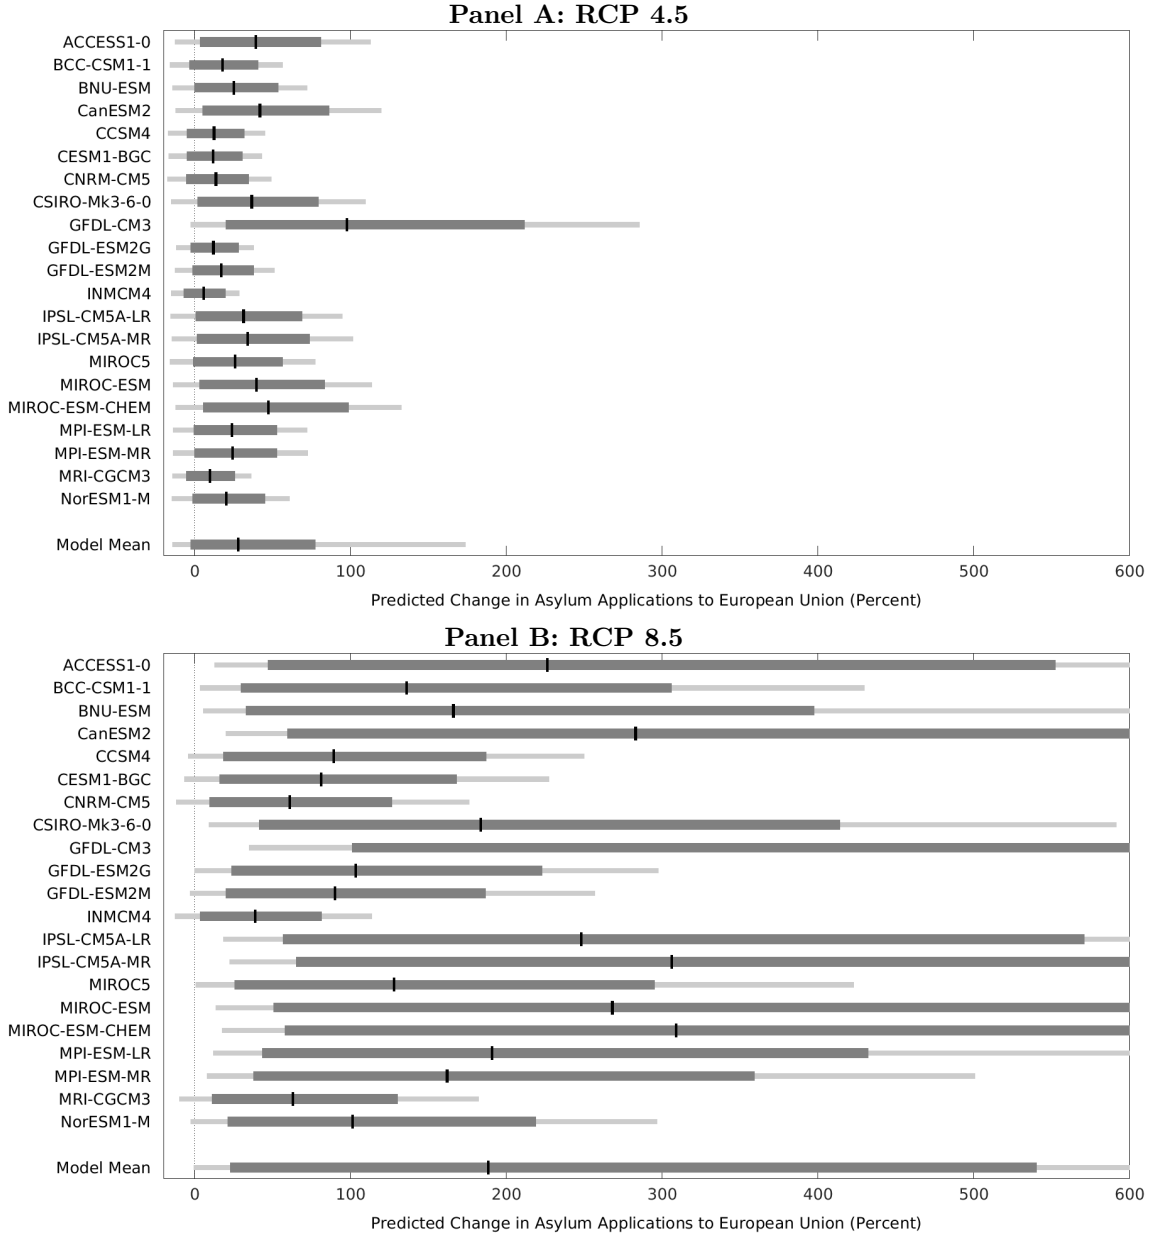 Panel A: RCP 4.5
ACCESS1-0
BCC-CSM1-1
BNU-ESM
CanESM2
CCSM4
CESM1-BGC
CNRM-CM5
CSIRO-Mk3-6-0
GFDL-CM3
GFDL-ESM2G
GFDL-ESM2M
INMCM4
IPSL-CM5A-LR
IPSL-CM5A-MR
MIROC5
MIROC-ESM
MIROC-ESM-CHEM
MPI-ESM-LR
MPI-ESM-MR
MRI-CGCM3
NorESM1-M
Model Mean
0 100 200 300 400 500 600
Predicted Change in Asylum Applications to European Union (Percent)
Panel B: RCP 8.5
ACCESS1-0
BCC-CSM1-1
BNU-ESM
CanESM2
CCSM4
CESM1-BGC
CNRM-CM5
CSIRO-Mk3-6-0
GFDL-CM3
GFDL-ESM2G
GFDL-ESM2M
INMCM4
IPSL-CM5A-LR
IPSL-CM5A-MR
MIROC5
MIROC-ESM
MIROC-ESM-CHEM
MPI-ESM-LR
MPI-ESM-MR
MRI-CGCM3
NorESM1-M
Model Mean
0 100 200 300 400 500 600
Predicted Change in Asylum Applications to European Union (Percent)